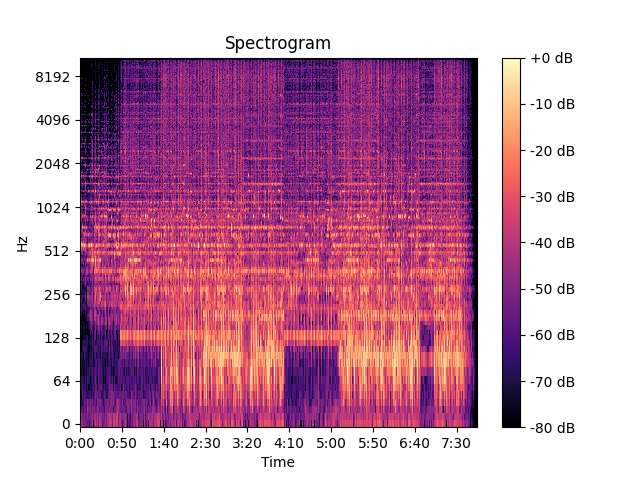 Spectrogram
Hz
8192
4096
2048
1024
512
256
128
64
0
0:00 0:50 1:40 2:30 3:20 4:10 5:00 5:50 6:40 7:30
Time
+0 dB
-10 dB
-20 dB
-30 dB
-40 dB
-50 dB
-60 dB
-70 dB
-80 dB